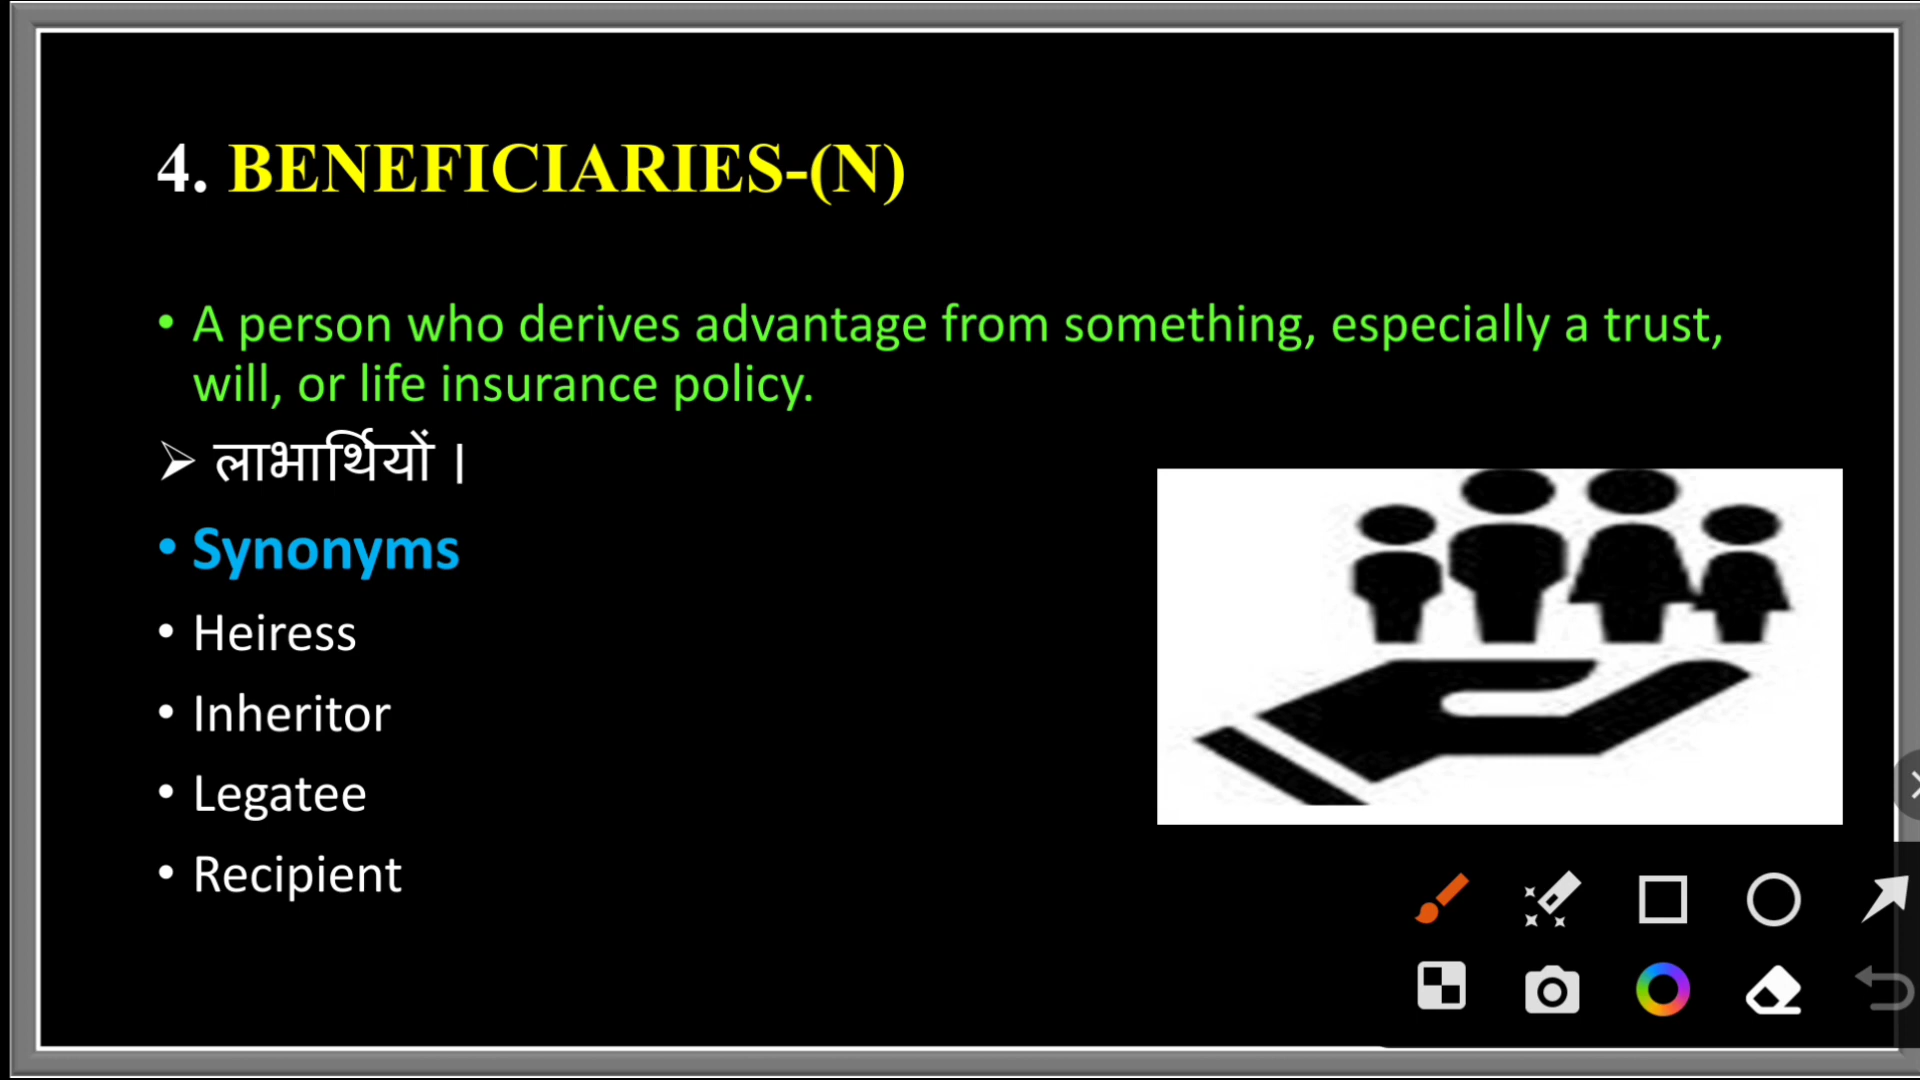 4. BENEFICIARIES-(N)
• A person who derives advantage from something, especially a trust,
will, or life insurance policy.
➢ लाभार्थियों ।
• Synonyms
• Heiress
• Inheritor
• Legatee
• Recipient